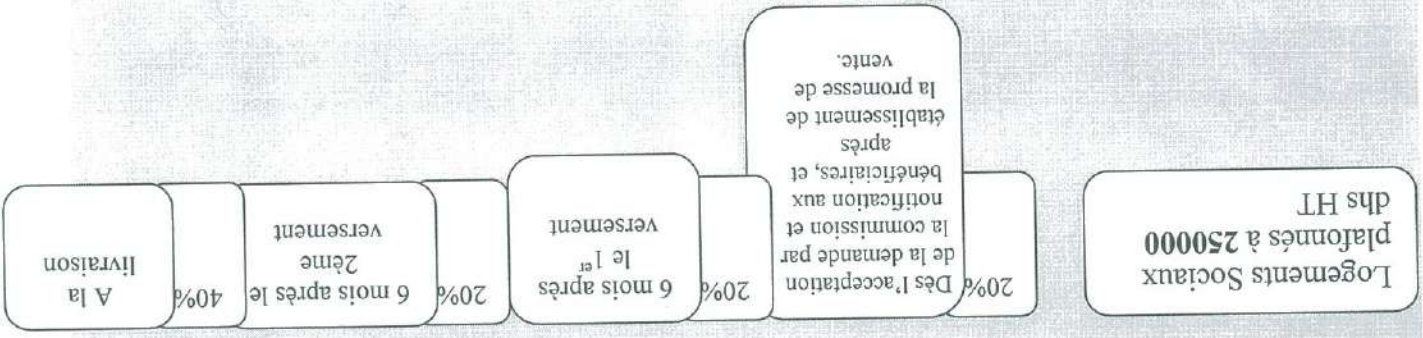 Logements Sociaux
plafonnés à 250000
dhs HT
20%
Dès l'acceptation
de la demande par
la commission et
notification aux
bénéficiaires, et
après
établissement de
la promesse de
vente.
20%
6 mois après
le 1er
versement
20%
6 mois après le
2ème
versement
40%
A la
livraison